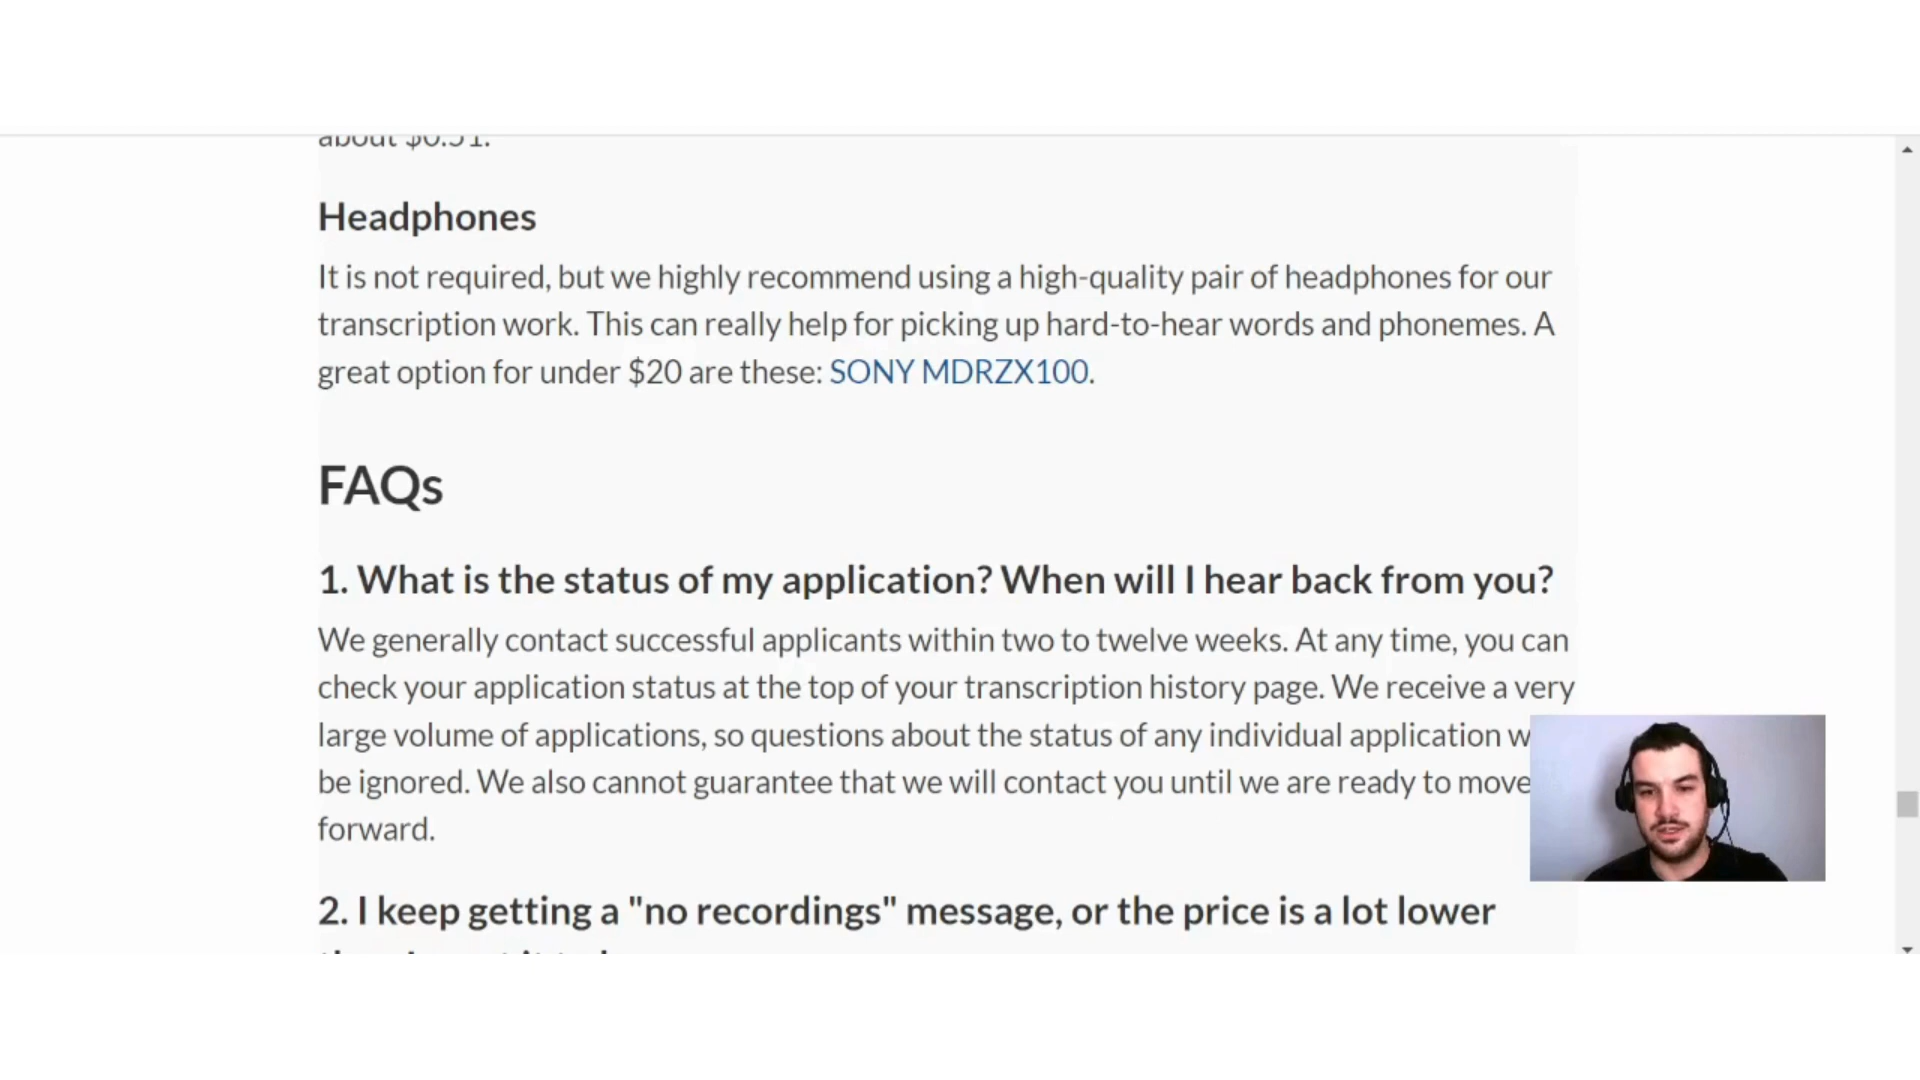 about $0.51.
Headphones
It is not required, but we highly recommend using a high-quality pair of headphones for our
transcription work. This can really help for picking up hard-to-hear words and phonemes. A
great option for under $20 are these: SONY MDRZX100.
FAQs
1. What is the status of my application? When will I hear back from you?
We generally contact successful applicants within two to twelve weeks. At any time, you can
check your application status at the top of your transcription history page. We receive a very
large volume of applications, so questions about the status of any individual application
be ignored. We also cannot guarantee that we will contact you until we are ready to move
forward.
2. I keep getting a "no recordings" message, or the price is a lot lower